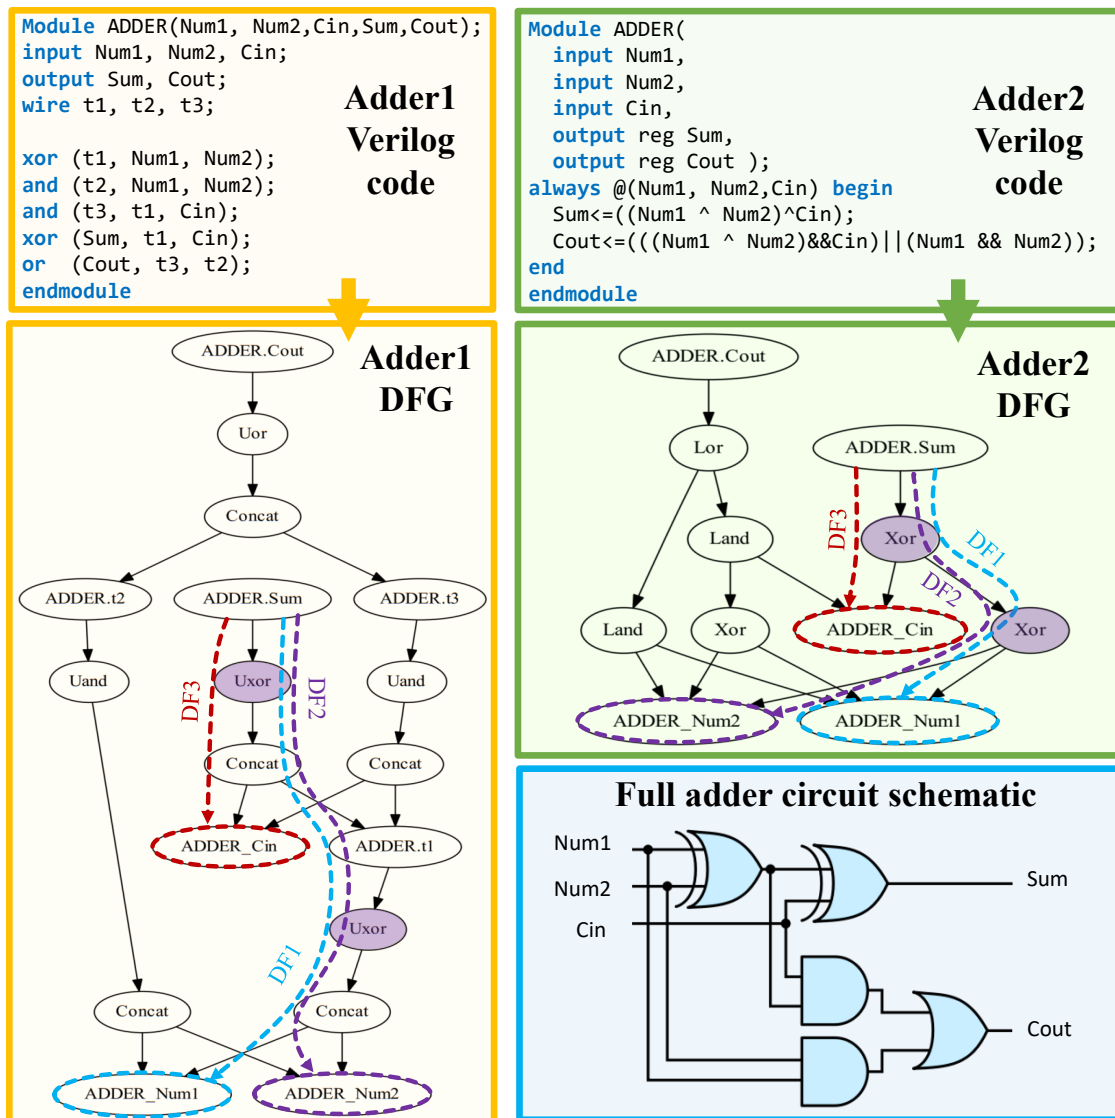 Module ADDER(Num1, Num2,Cin,Sum,Cout);
input Num1, Num2, Cin;
output Sum, Cout;
wire t1, t2, t3;
xor (t1, Num1, Num2);
and (t2, Num1, Num2);
and (t3, t1, Cin);
xor (Sum, t1, Cin);
or (Cout, t3, t2);
endmodule
Adder1
Verilog
code
Module ADDER(
input Num1,
input Num2,
input Cin,
output reg Sum,
output reg Cout );
always @(Num1, Num2,Cin) begin
Sum<=((Num1 ^ Num2)^Cin);
Cout<=(((Num1 ^ Num2)&&Cin)||(Num1 && Num2));
end
endmodule
Adder2
Verilog
code
Adder1
DFG
ADDER.Cout
Uor
Concat
ADDER.t2
ADDER.Sum
ADDER.t3
Uand
Uxor
Uand
DF3
DF2
Concat
Concat
ADDER_Cin
ADDER.t1
Uxor
DF1
Concat
Concat
ADDER_Num1
ADDER_Num2
Adder2
DFG
ADDER.Cout
Lor
ADDER.Sum
Land
DF3
Xor
DF1
DF2
Land
Xor
ADDER_Cin
Xor
ADDER_Num2
ADDER_Num1
Full adder circuit schematic
Num1
Num2
Cin
Sum
Cout